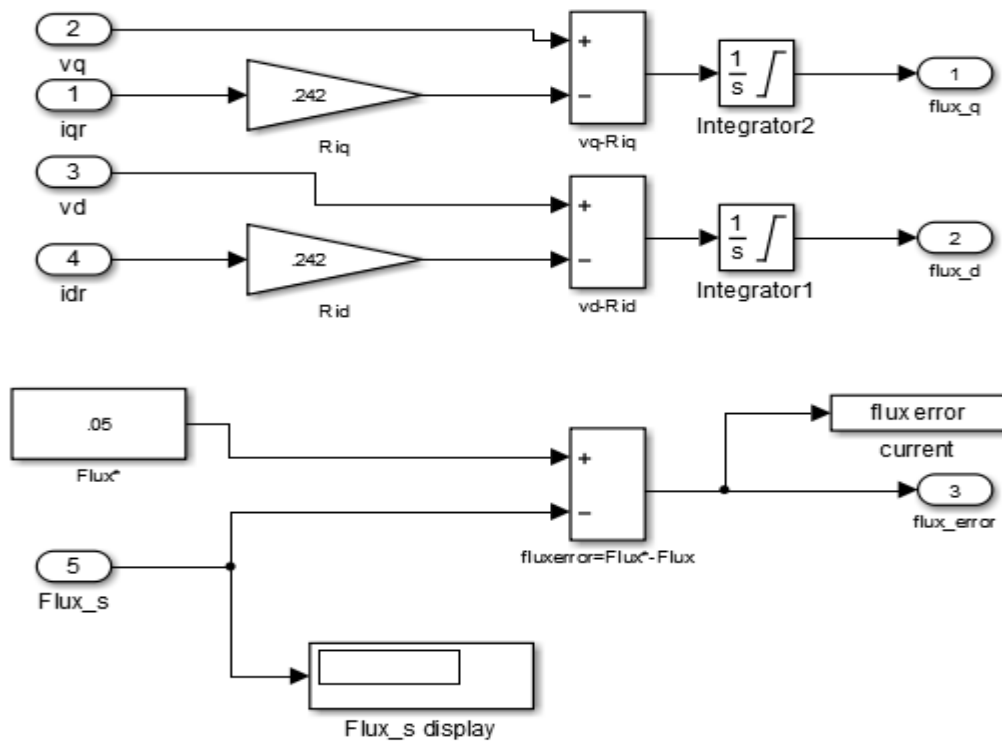 2
vq
1
iqr
.242
Riq
+
−
vq-Riq
1
s
Integrator2
1
flux_q
3
vd
4
idr
.242
Rid
+
−
vd-Rid
1
s
Integrator1
2
flux_d
.05
Flux*
+
−
fluxerror=Flux*-Flux
flux error
current
3
flux_error
5
Flux_s
Flux_s display